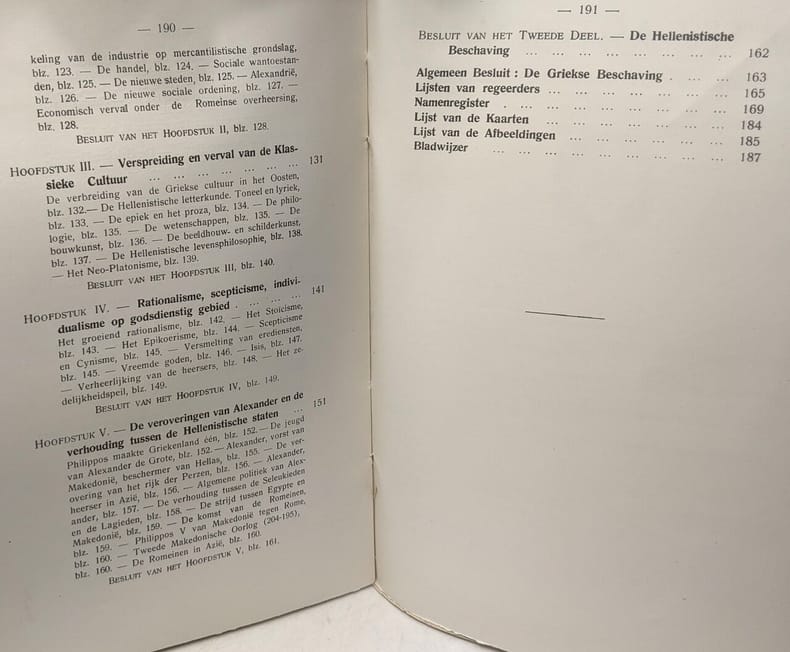 — 190 —
keling van de industrie op mercantilistische grondslag,
blz. 123. — De handel, blz. 124. — Sociale wantoestan-
den, blz. 125. — De nieuwe steden, blz. 125. — Alexandrië,
blz. 126. — De nieuwe sociale ordening, blz. 127. —
Economisch verval onder de Romeinse overheersing,
blz. 128.
BESLUIT VAN HET HOOFDSTUK II, blz. 128.
HOOFDSTUK III. — Verspreiding en verval van de Klas-
sieke Cultuur ... ... ... ... ... ... ... 131
De verbreiding van de Griekse cultuur in het Oosten,
blz. 132.— De Hellenistische letterkunde. Toneel en lyriek,
blz. 133. — De epiek en het proza, blz. 134. — De philo-
logie, blz. 135. — De wetenschappen, blz. 135. — De
bouwkunst, blz. 136. — De beeldhouw- en schilderkunst,
blz. 137. — De Hellenistische levensphilosophie, blz. 138.
— Het Neo-Platonisme, blz. 139.
BESLUIT VAN HET HOOFDSTUK III, blz. 140.
HOOFDSTUK IV. — Rationalisme, scepticisme, indivi-
dualisme op godsdienstig gebied . ... ... ... 141
Het groeiend rationalisme, blz. 142. — Het Stoïcisme,
blz. 143. — Het Epikoerisme, blz. 144. — Scepticisme
en Cynisme, blz. 145. — Versmelting van erediensten,
blz. 145. — Vreemde goden, blz. 146. — Isis, blz. 147.
— Verheerlijking van de heersers, blz. 148. — Het ze-
delijkheidspeil, blz. 149.
BESLUIT VAN HET HOOFDSTUK IV, blz. 149.
HOOFDSTUK V. — De veroveringen van Alexander en de
verhouding tussen de Hellenistische staten ... 151
Philippos maakte Griekenland één, blz. 152. — De jeugd
van Alexander de Grote, blz. 152. — Alexander, vorst van
Makedonië, beschermer van Hellas, blz. 155. — De ver-
overing van het rijk der Perzen, blz. 156. — Alexander,
heerser in Azië, blz. 156. — Algemene politiek van Alex-
ander, blz. 157. — De verhouding tussen de Seleukieden
en de Lagieden, blz. 158. — De strijd tussen Egypte en
Makedonië, blz. 159. — De komst van de Romeinen,
blz. 159. — Philippos V van Makedonië tegen Rome,
blz. 160. — Tweede Makedonische Oorlog (204-195),
blz. 160. — De Romeinen in Azië, blz. 160.
BESLUIT VAN HET HOOFDSTUK V, blz. 161.
— 191 —
BESLUIT VAN HET TWEEDE DEEL. — De Hellenistische
Beschaving ... ... ... ... ... ... ... ... 162
Algemeen Besluit : De Griekse Beschaving . ... ... 163
Lijsten van regeerders ... ... ... ... ... ... ... 165
Namenregister . ... ... ... ... ... ... ... ... 169
Lijst van de Kaarten ... ... ... ... ... ... ... 184
Lijst van de Afbeeldingen ... ... ... ... ... ... 185
Bladwijzer ... ... ... ... ... ... ... ... 187